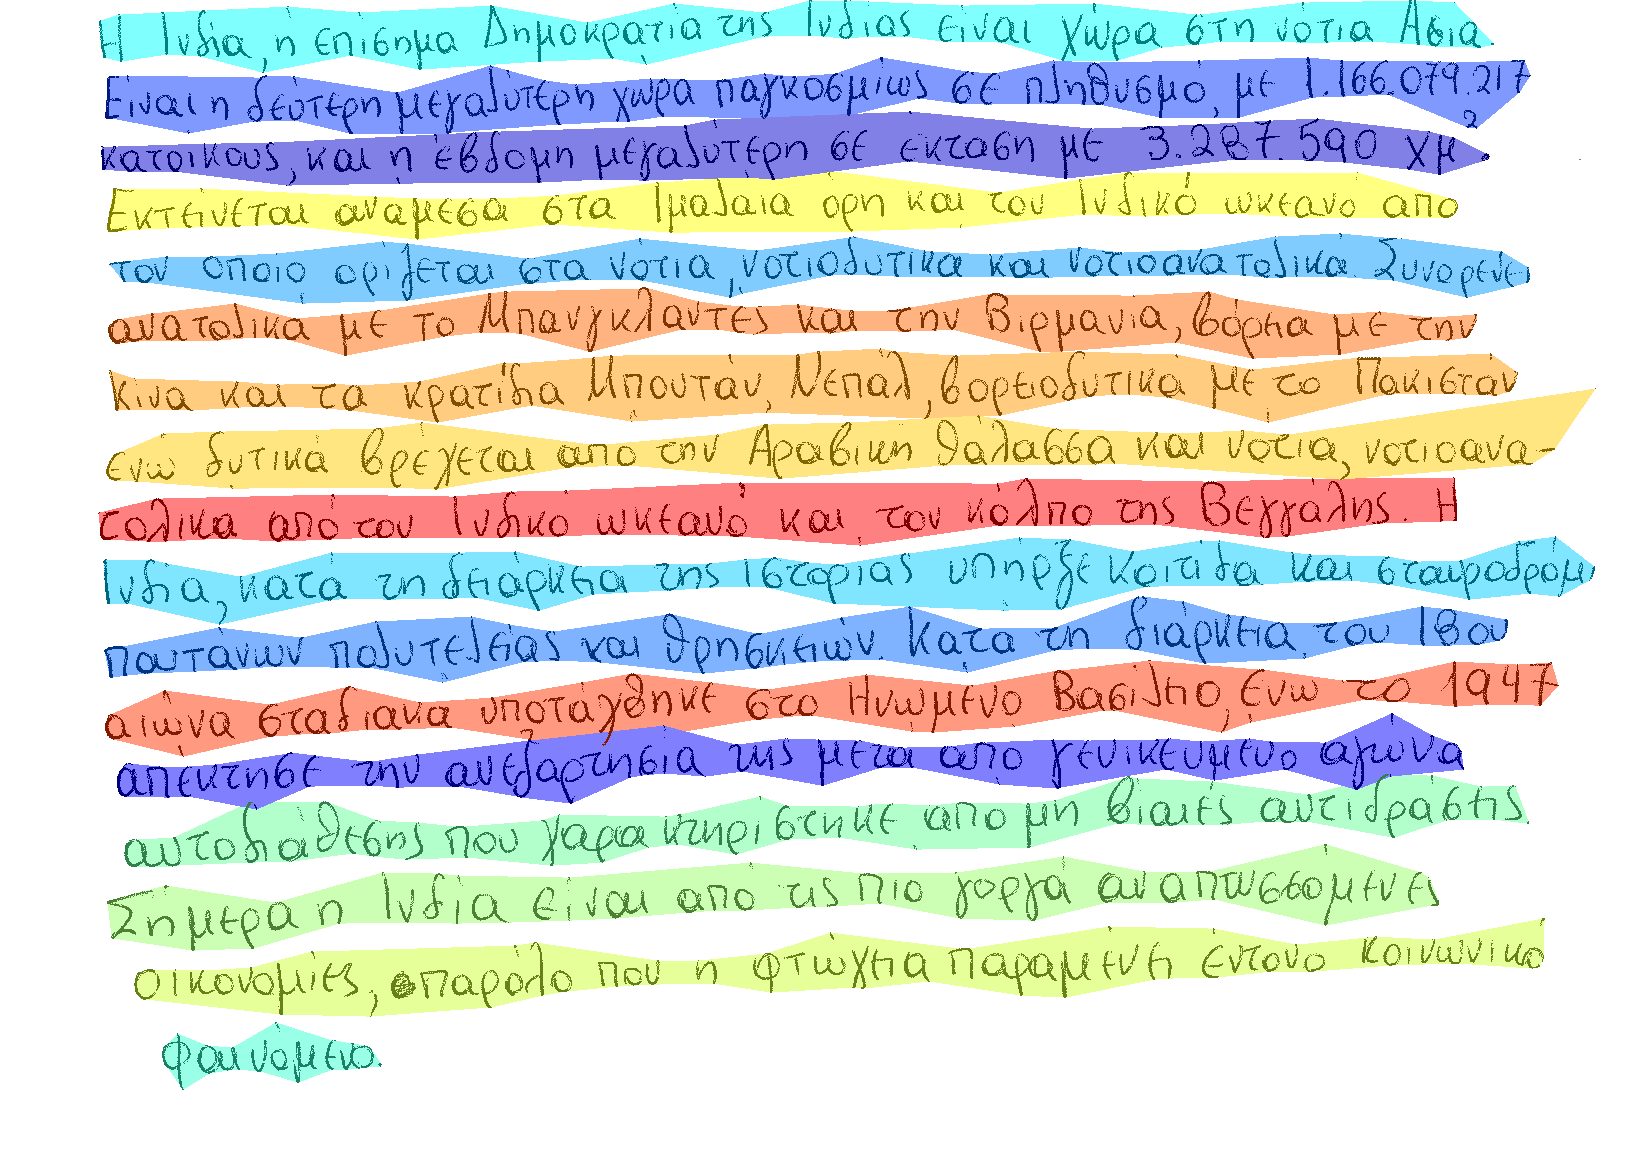 Η Ινδία, ή επίσημα Δημοκρατία της Ινδίας είναι χώρα στη νότια Ασία.
Είναι η δεύτερη μεγαλύτερη χώρα παγκοσμίως σε πληθυσμό, με 1.166.079.217
κατοίκους, και η έβδομη μεγαλύτερη σε έκταση με 3.287.590 χμ².
Εκτείνεται ανάμεσα στα Ιμαλάια όρη και τον Ινδικό ωκεανό από
τον οποίο ορίζεται στα νότια, νοτιοδυτικά και νοτιοανατολικά. Συνορεύει
ανατολικά με το Μπανγκλαντές και την Βιρμανία, βόρεια με την
Κίνα και τα κρατίδια Μπουτάν, Νεπάλ, βορειοδυτικά με το Πακιστάν
ενώ δυτικά βρέχεται από την Αραβική θάλασσα και νότια, νοτιοανα-
τολικά από τον Ινδικό ωκεανό και τον κόλπο της Βεγγάλης. Η
Ινδία, κατά τη δειάρκεια της ιστορίας υπήρξε κοιτίδα και σταυροδρόμι
πουτάνων πολυτελείας και θρησκειών. Κατά τη διάρκεια του 18ου
αιώνα σταδιακά υποτάχθηκε στο Ηνωμένο Βασίλειο, ενώ το 1947
απέκτησε την ανεξαρτησία της μετά από γενικευμένο αγώνα
αυτοδιάθεσης που χαρακτηρίστηκε από μη βίαιες αντιδράσεις.
Σήμερα η Ινδία είναι από τις πιο γοργά αναπτυσσόμενες
οικονομίες, παρόλο που η φτώχεια παραμένει έντονο κοινωνικό
φαινόμενο.